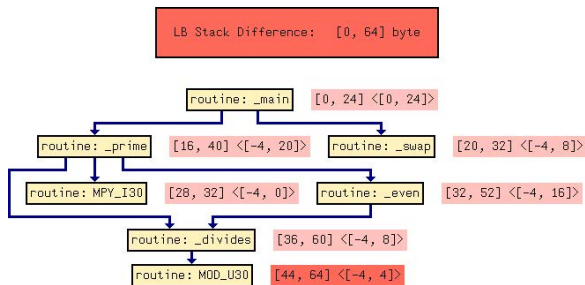 LB Stack Difference: [0, 64] byte
routine: _main [0, 24] <[0, 24]>
routine: _prime [16, 40] <[-4, 20]> routine: _swap [20, 32] <[-4, 8]>
routine: MPY_I30 [28, 32] <[-4, 0]> routine: _even [32, 52] <[-4, 16]>
routine: _divides [36, 60] <[-4, 8]>
routine: MOD_U30 [44, 64] <[-4, 4]>